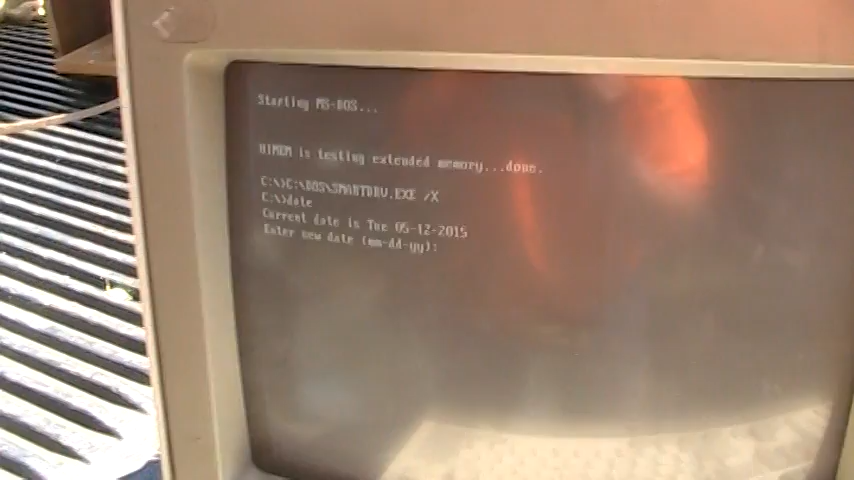 Starting MS-DOS...
HIMEM is testing extended memory...done.
C:\>C:\DOS\SMARTDRV.EXE /X
C:\>date
Current date is Tue 05-12-2015
Enter new date (mm-dd-yy):